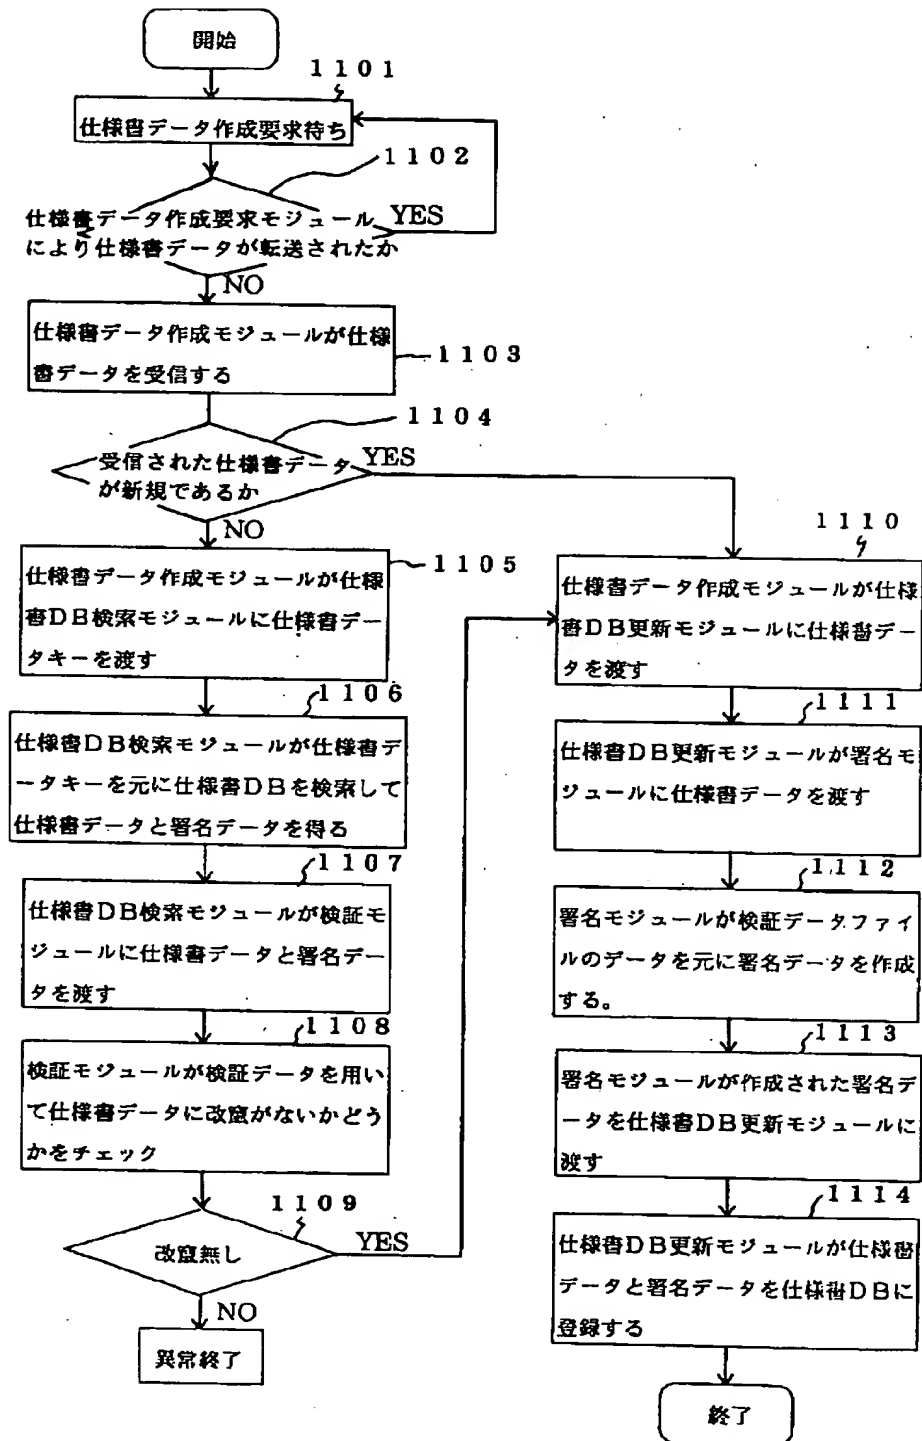 開始
1101
仕様書データ作成要求待ち
1102
仕様書データ作成要求モジュール
により仕様書データが転送されたか
YES
NO
仕様書データ作成モジュールが仕様
書データを受信する
1103
1104
受信された仕様書データ
が新規であるか
YES
NO
仕様書データ作成モジュールが仕様
書DB検索モジュールに仕様書デー
タキーを渡す
1105
1106
仕様書DB検索モジュールが仕様書デ
ータキーを元に仕様書DBを検索して
仕様書データと署名データを得る
1107
仕様書DB検索モジュールが検証モ
ジュールに仕様書データと署名デー
タを渡す
1108
検証モジュールが検証データを用い
て仕様書データに改竄がないかどう
かをチェック
1109
改竄無し
YES
NO
異常終了
1110
仕様書データ作成モジュールが仕様
書DB更新モジュールに仕様書デー
タを渡す
1111
仕様書DB更新モジュールが署名モ
ジュールに仕様書データを渡す
1112
署名モジュールが検証データファイ
ルのデータを元に署名データを作成
する。
1113
署名モジュールが作成された署名デ
ータを仕様書DB更新モジュールに
渡す
1114
仕様書DB更新モジュールが仕様書
データと署名データを仕様書DBに
登録する
終了